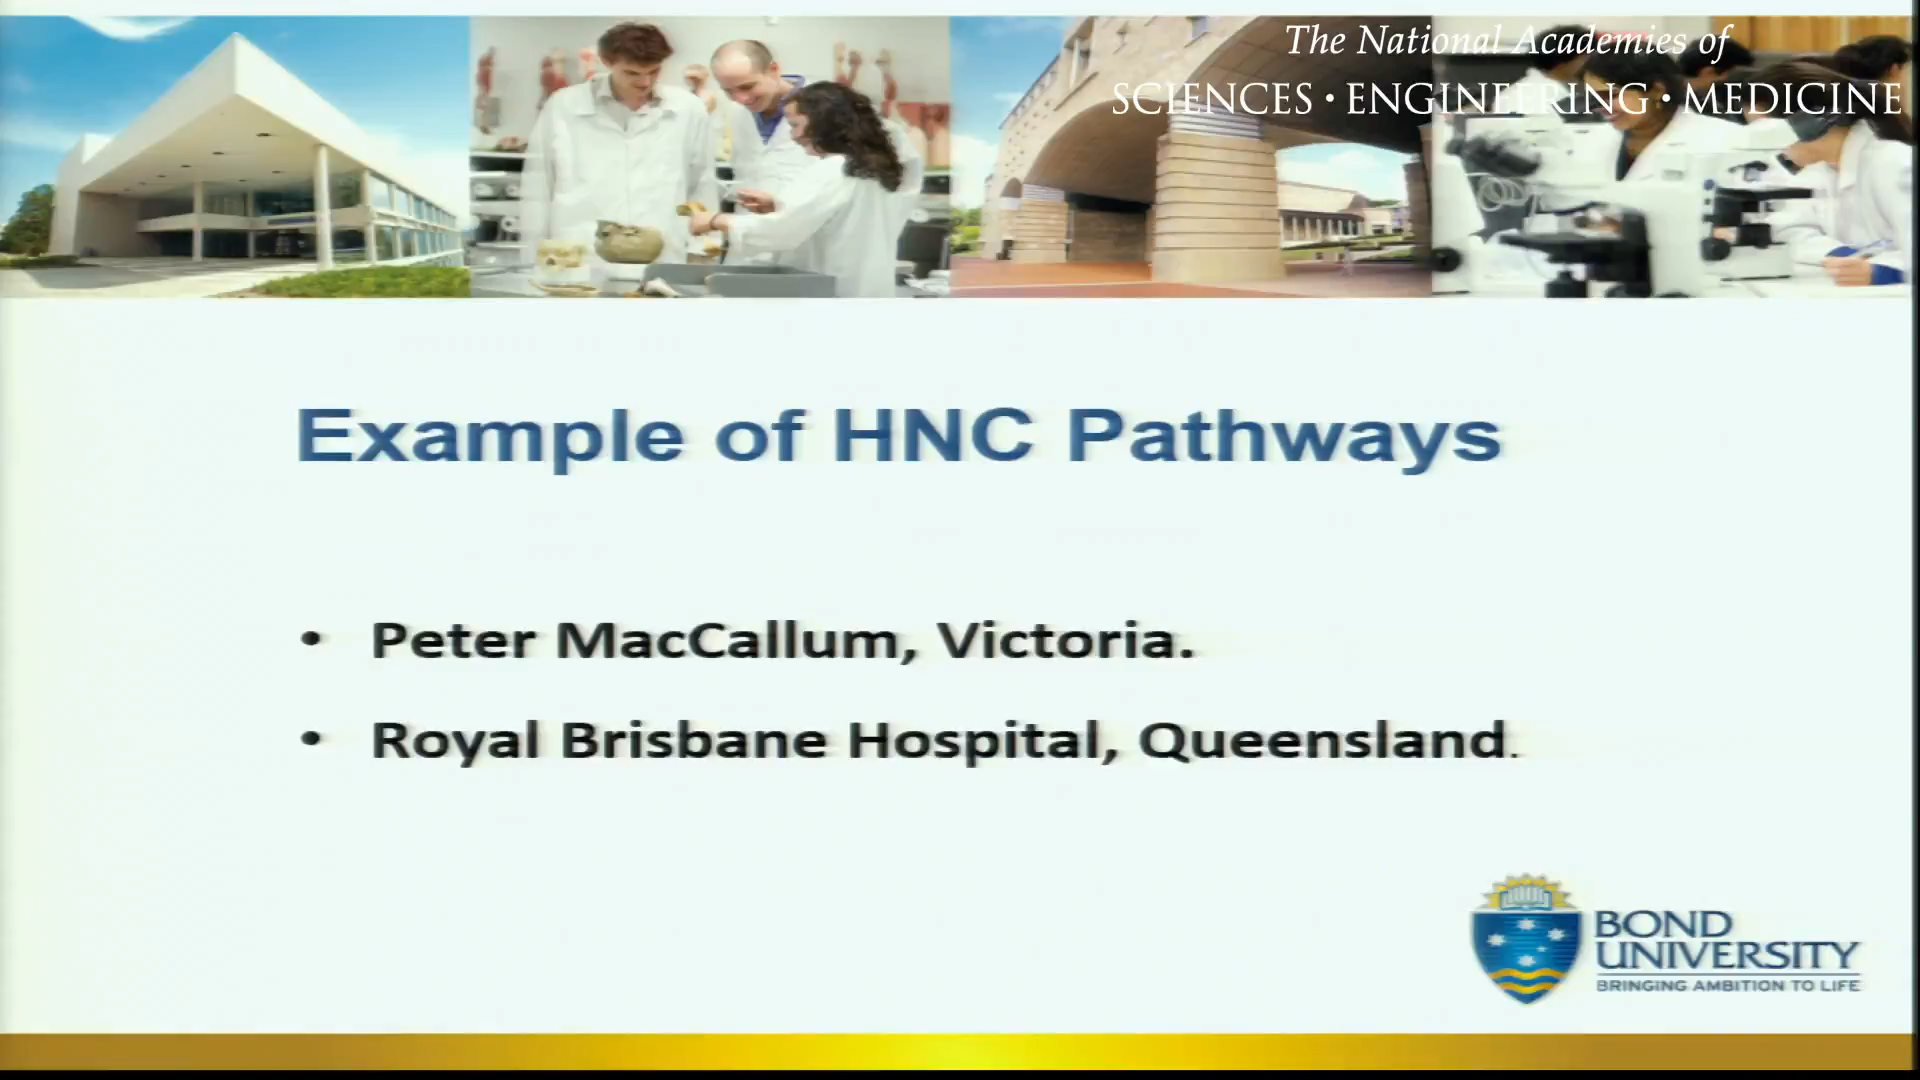 The National Academies of
SCIENCES • ENGINEERING • MEDICINE
Example of HNC Pathways
• Peter MacCallum, Victoria.
• Royal Brisbane Hospital, Queensland.
BOND
UNIVERSITY
BRINGING AMBITION TO LIFE